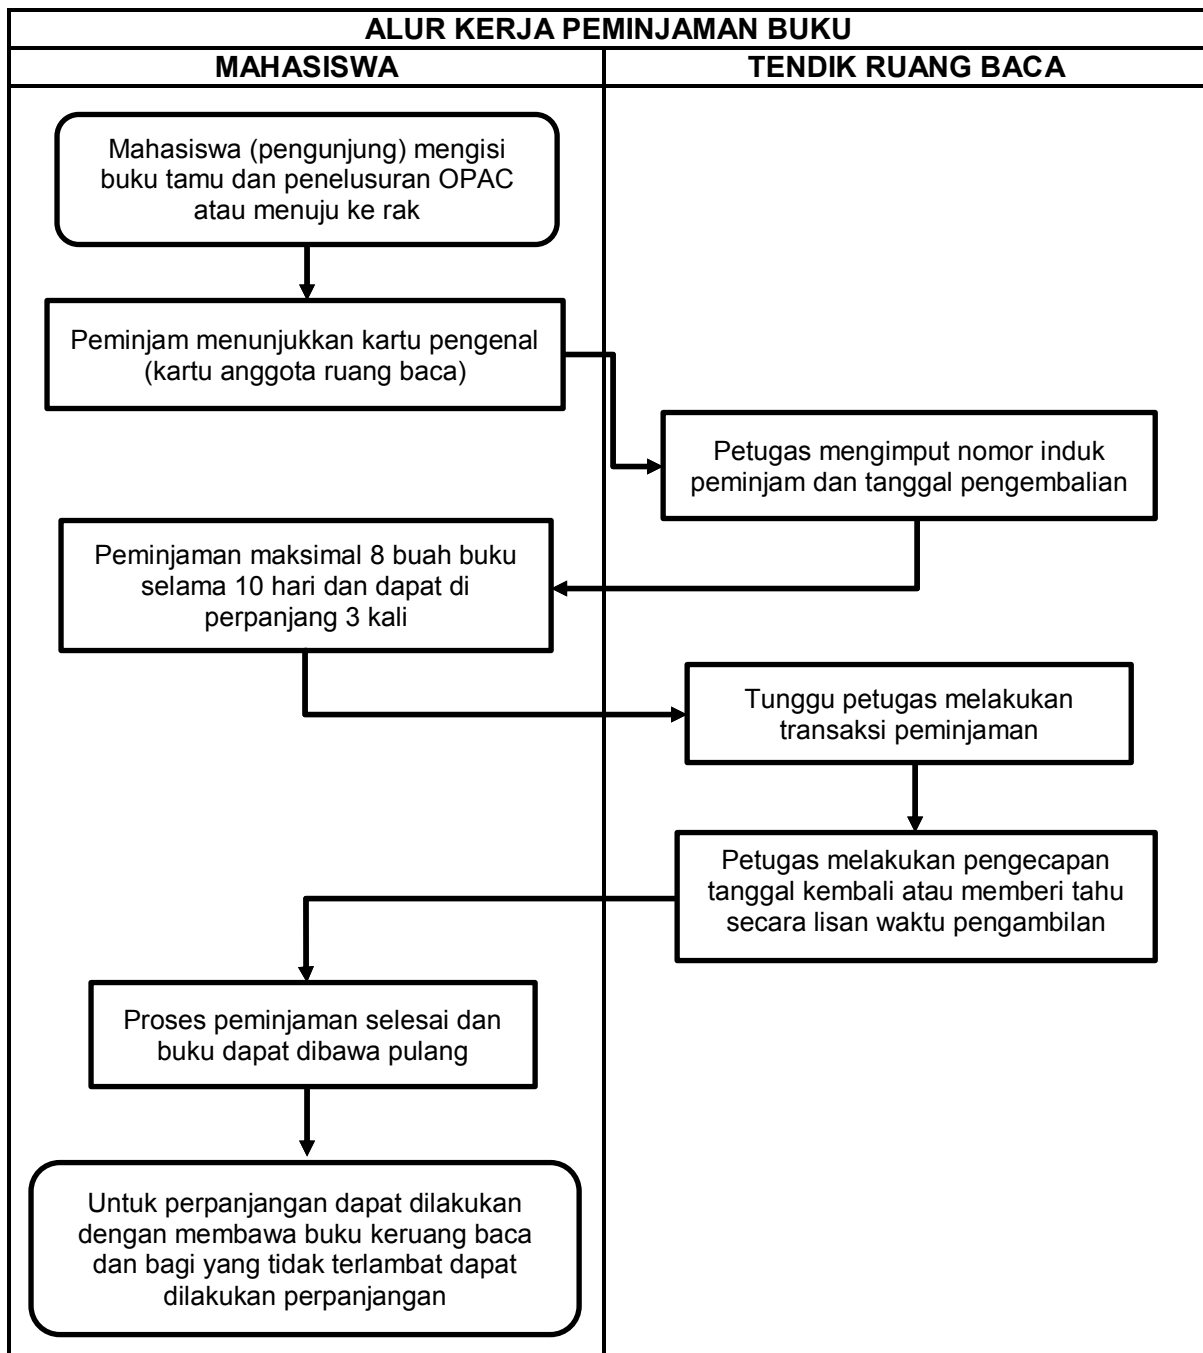 ALUR KERJA PEMINJAMAN BUKU
MAHASISWA
TENDIK RUANG BACA
Mahasiswa (pengunjung) mengisi
buku tamu dan penelusuran OPAC
atau menuju ke rak
Peminjam menunjukkan kartu pengenal
(kartu anggota ruang baca)
Petugas mengimput nomor induk
peminjam dan tanggal pengembalian
Peminjaman maksimal 8 buah buku
selama 10 hari dan dapat di
perpanjang 3 kali
Tunggu petugas melakukan
transaksi peminjaman
Petugas melakukan pengecapan
tanggal kembali atau memberi tahu
secara lisan waktu pengambilan
Proses peminjaman selesai dan
buku dapat dibawa pulang
Untuk perpanjangan dapat dilakukan
dengan membawa buku keruang baca
dan bagi yang tidak terlambat dapat
dilakukan perpanjangan